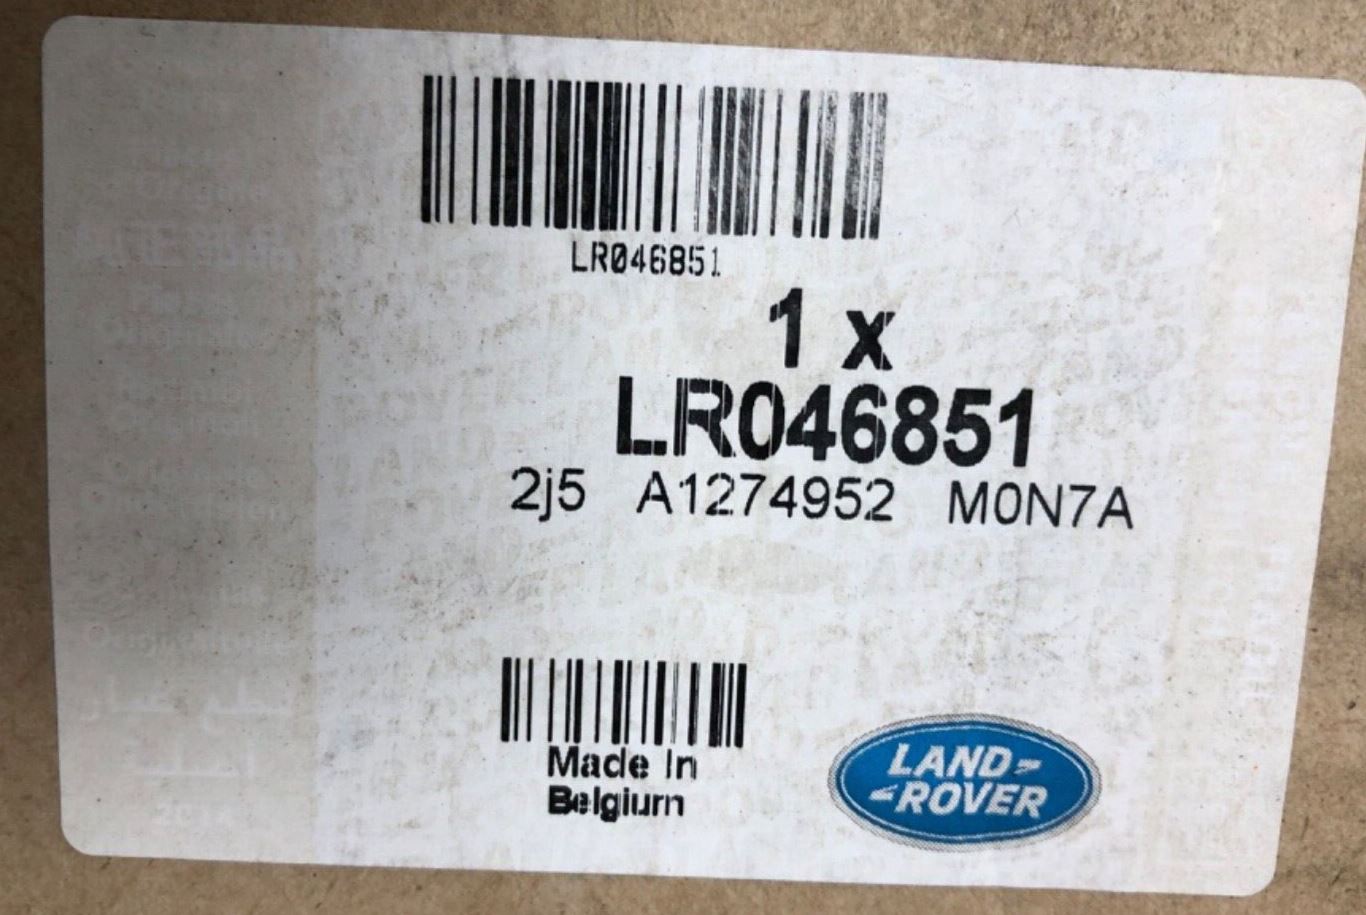 LR046851
1 x
LR046851
2j5 A1274952 M0N7A
Made In
Belgium
LAND-
-ROVER